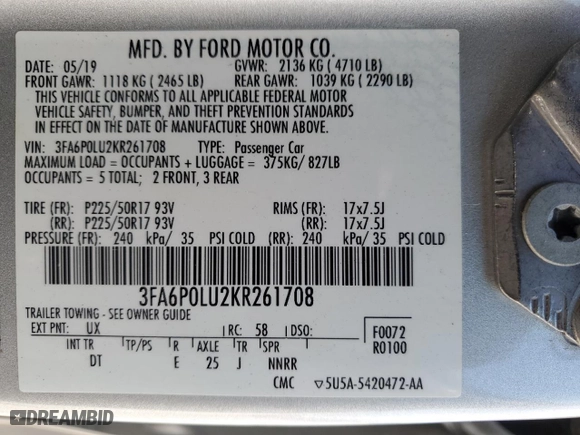 MFD. BY FORD MOTOR CO.
DATE: 05/19 GVWR: 2136 KG ( 4710 LB)
FRONT GAWR: 1118 KG ( 2465 LB) REAR GAWR: 1039 KG ( 2290 LB)
THIS VEHICLE CONFORMS TO ALL APPLICABLE FEDERAL MOTOR
VEHICLE SAFETY, BUMPER, AND THEFT PREVENTION STANDARDS
IN EFFECT ON THE DATE OF MANUFACTURE SHOWN ABOVE.
VIN: 3FA6P0LU2KR261708 TYPE: Passenger Car
MAXIMUM LOAD = OCCUPANTS + LUGGAGE = 375KG/ 827LB
OCCUPANTS = 5 TOTAL; 2 FRONT, 3 REAR
TIRE (FR): P225/50R17 93V RIMS (FR): 17x7.5J
(RR): P225/50R17 93V (RR): 17x7.5J
PRESSURE (FR): 240 kPa/ 35 PSI COLD (RR): 240 kPa/ 35 PSI COLD
3FA6P0LU2KR261708
TRAILER TOWING - SEE OWNER GUIDE
EXT PNT: UX RC: 58 DSO: F0072
INT TR TP/PS R AXLE TR SPR R0100
DT E 25 J NNRR
CMC ▽5U5A-5420472-AA
DREAMBID